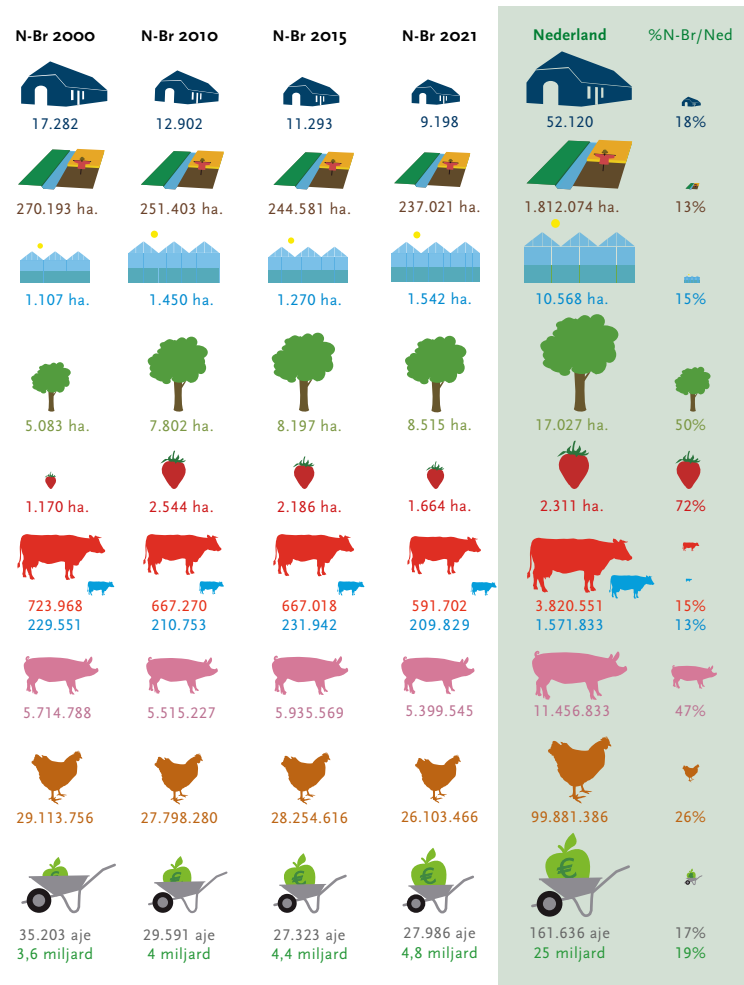 N-Br 2000 N-Br 2010 N-Br 2015 N-Br 2021 Nederland %N-Br/Ned
17.282 12.902 11.293 9.198 52.120 18%
270.193 ha. 251.403 ha. 244.581 ha. 237.021 ha. 1.812.074 ha. 13%
1.107 ha. 1.450 ha. 1.270 ha. 1.542 ha. 10.568 ha. 15%
5.083 ha. 7.802 ha. 8.197 ha. 8.515 ha. 17.027 ha. 50%
1.170 ha. 2.544 ha. 2.186 ha. 1.664 ha. 2.311 ha. 72%
723.968 667.270 667.018 591.702 3.820.551 15%
229.551 210.753 231.942 209.829 1.571.833 13%
5.714.788 5.515.227 5.935.569 5.399.545 11.456.833 47%
29.113.756 27.798.280 28.254.616 26.103.466 99.881.386 26%
€ € € € €
35.203 aje 29.591 aje 27.323 aje 27.986 aje 161.636 aje 17%
3,6 miljard 4 miljard 4,4 miljard 4,8 miljard 25 miljard 19%